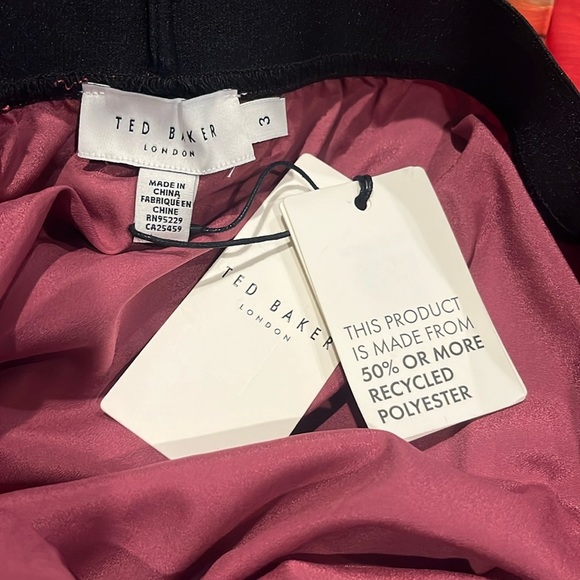 TED BAKER
LONDON
3
MADE IN
CHINA
FABRIQUÉ EN
CHINE
RN95229
CA25459
TED BAKER
LONDON
THIS PRODUCT
IS MADE FROM
50% OR MORE
RECYCLED
POLYESTER